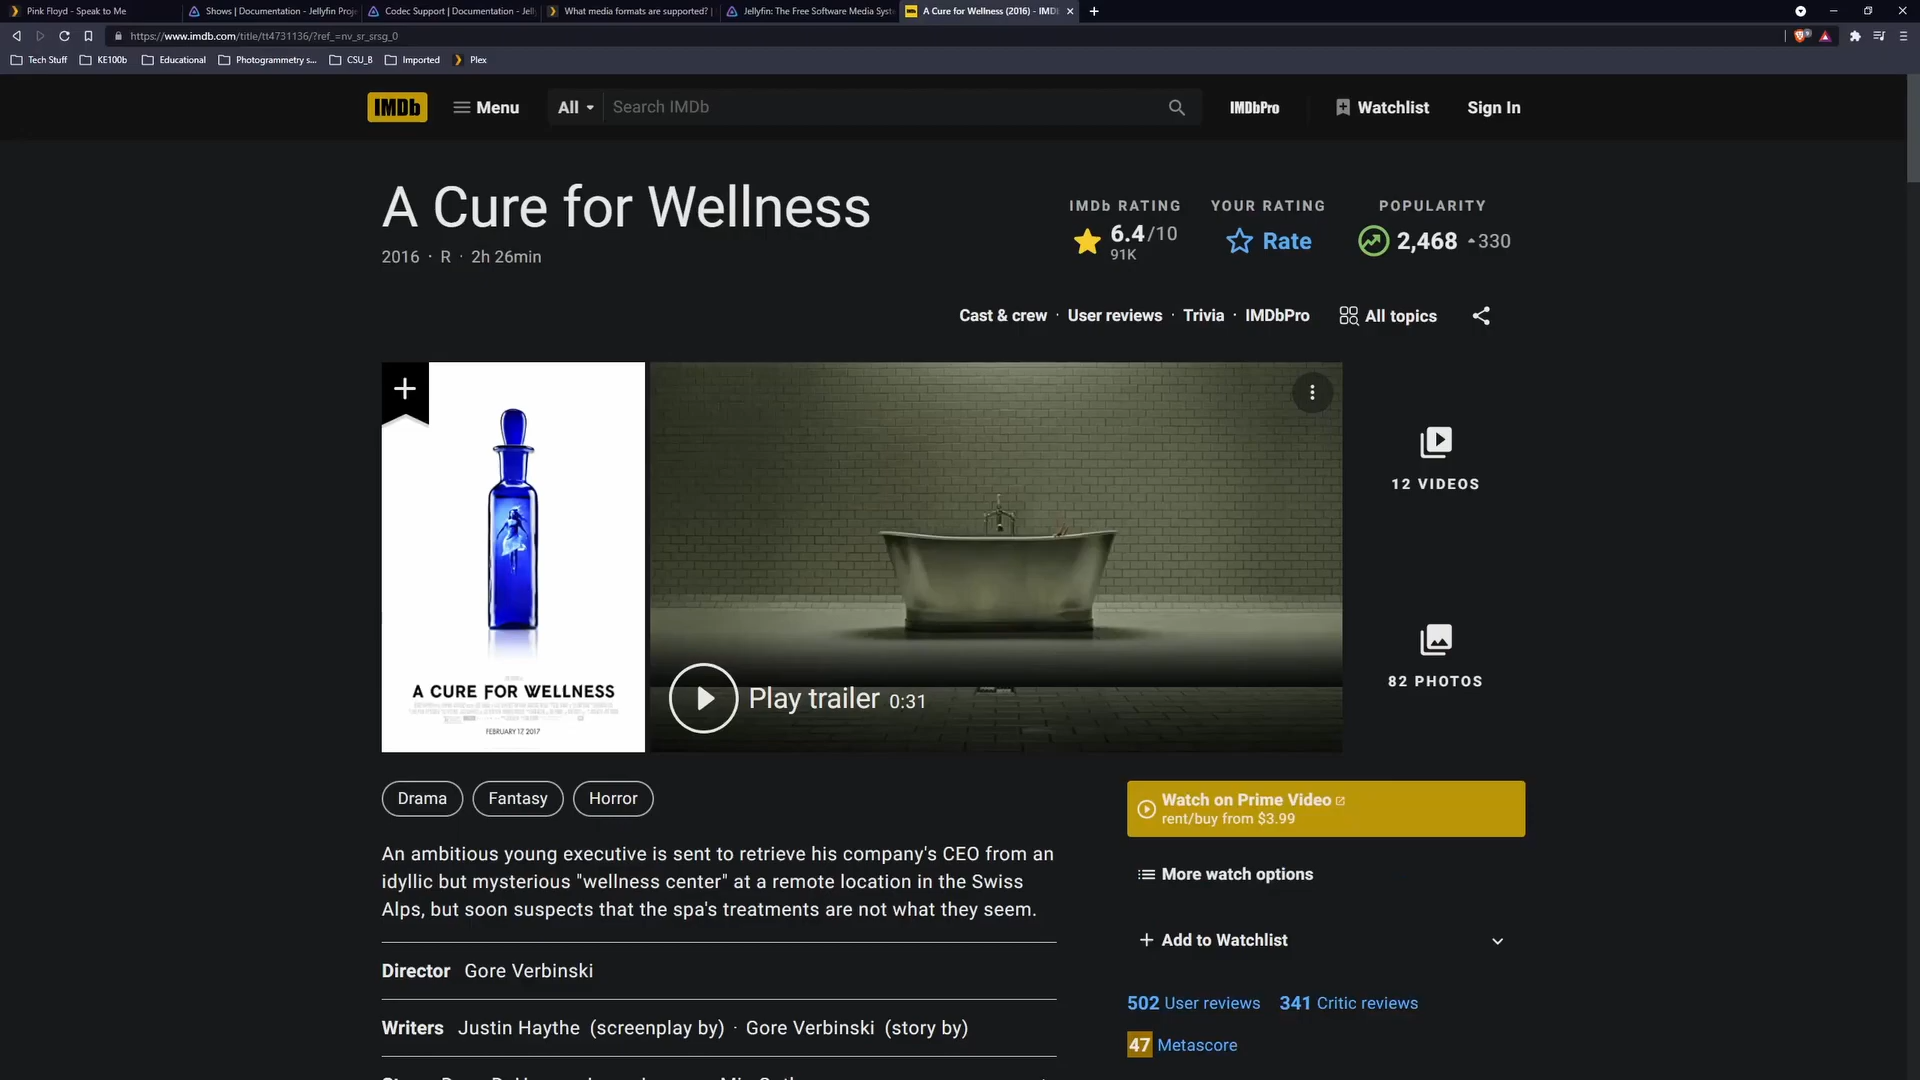 Pink Floyd - Speak to Me
Shows | Documentation - Jellyfin Proje
Codec Support | Documentation - Jell
What media formats are supported? |
Jellyfin: The Free Software Media Syst
A Cure for Wellness (2016) - IMDb
https://www.imdb.com/title/tt4731136/?ref_=nv_sr_srsg_0
Tech Stuff
KE100b
Educational
Photogrammetry s...
CSU_B
Imported
Plex
IMDb
Menu
All
Search IMDb
IMDbPro
Watchlist
Sign In
A Cure for Wellness
2016 · R · 2h 26min
IMDb RATING
6.4/10
91K
YOUR RATING
Rate
POPULARITY
2,468
330
Cast & crew · User reviews · Trivia · IMDbPro
All topics
A CURE FOR WELLNESS
FEBRUARY 17, 2017
Play trailer 0:31
12 VIDEOS
82 PHOTOS
Drama
Fantasy
Horror
An ambitious young executive is sent to retrieve his company's CEO from an
idyllic but mysterious "wellness center" at a remote location in the Swiss
Alps, but soon suspects that the spa's treatments are not what they seem.
Director Gore Verbinski
Writers Justin Haythe (screenplay by) · Gore Verbinski (story by)
Watch on Prime Video
rent/buy from $3.99
More watch options
Add to Watchlist
502 User reviews
341 Critic reviews
47 Metascore